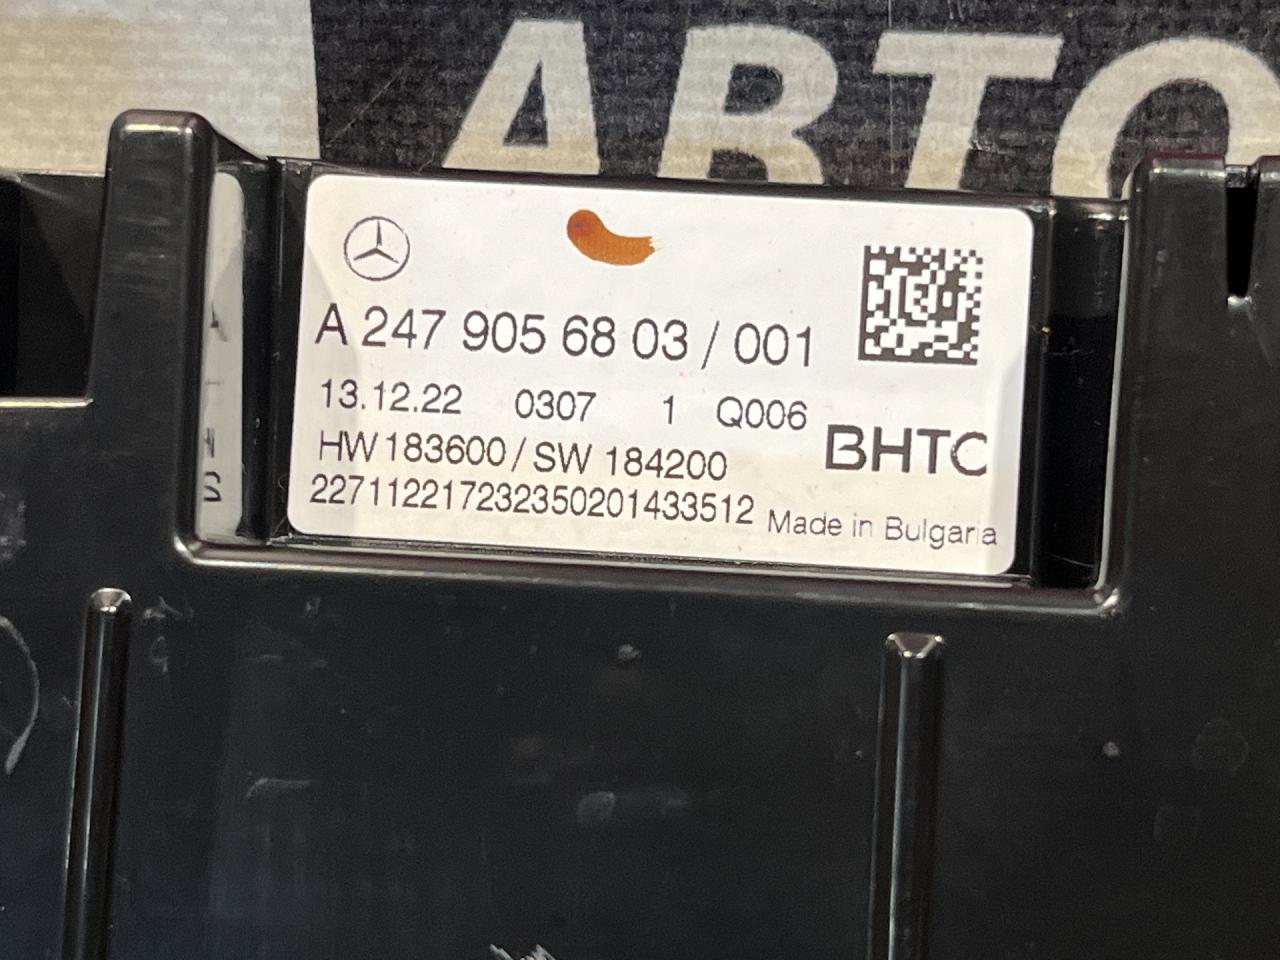 АВТО
A 247 905 68 03 / 001
13.12.22 0307 1 Q006
BHTC
HW 183600 / SW 184200
22711221723235020143351​2
Made in Bulgaria